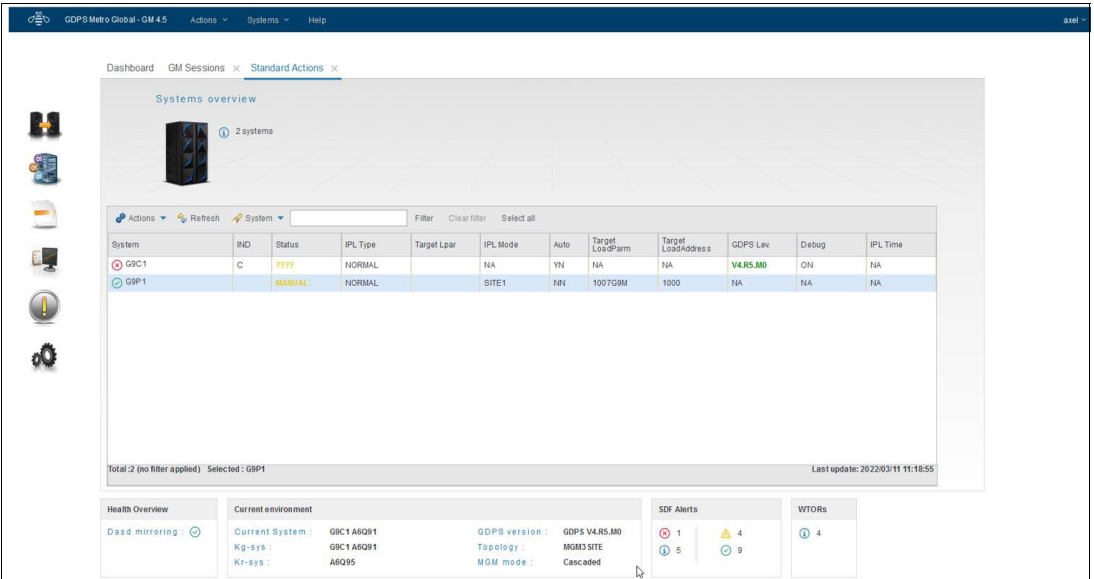 GDPS Metro Global - GM 4.5 Actions Systems Help axel
Dashboard GM Sessions Standard Actions
Systems overview
2 systems
Actions Refresh System Filter Clear filter Select all
System IND Status IPL Type Target Lpar IPL Mode Auto Target LoadParm Target LoadAddress GDPS Lev. Debug IPL Time
G9C1 C ???? NORMAL NA YN NA NA V4.R5.M0 ON NA
G9P1 MANUAL NORMAL SITE1 NN 1007G9M 1000 NA NA NA
Total :2 (no filter applied) Selected : G9P1 Last update: 2022/03/11 11:18:55
Health Overview Current environment SDF Alerts WTORs
Dasd mirroring : Current System : G9C1 A6Q91 GDPS version : GDPS V4.R5.M0 1 4 4
Kg-sys : G9C1 A6Q91 Topology : MGM3 SITE 5 9
Kr-sys : A6Q95 MGM mode : Cascaded